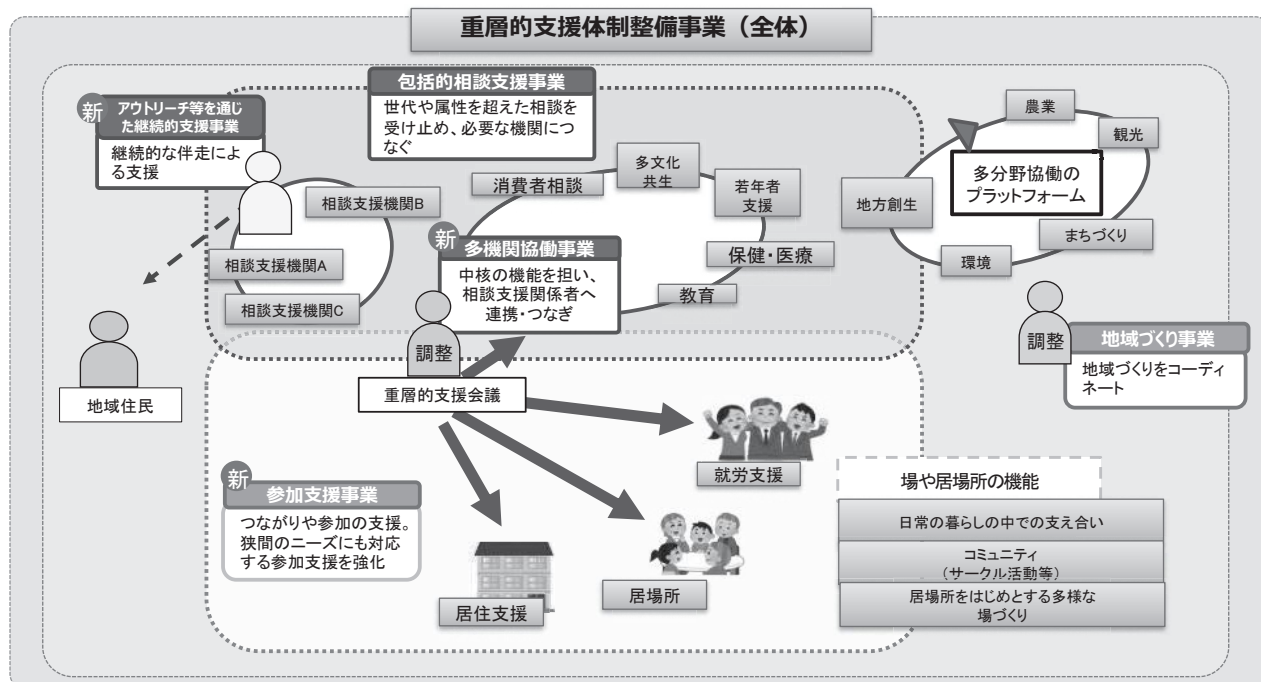 重層的支援体制整備事業（全体）
新
アウトリーチ等を通じ
た継続的支援事業
継続的な伴走によ
る支援
包括的相談支援事業
世代や属性を超えた相談を
受け止め、必要な機関につ
なぐ
相談支援機関B
相談支援機関A
相談支援機関C
地域住民
消費者相談
多文化
共生
若年者
支援
保健・医療
教育
新
多機関協働事業
中核の機能を担い、
相談支援関係者へ
連携・つなぎ
調整
重層的支援会議
農業
観光
多分野協働の
プラットフォーム
地方創生
まちづくり
環境
調整
地域づくり事業
地域づくりをコーディ
ネート
新
参加支援事業
つながりや参加の支援。
狭間のニーズにも対応
する参加支援を強化
就労支援
居場所
居住支援
場や居場所の機能
日常の暮らしの中での支え合い
コミュニティ
（サークル活動等）
居場所をはじめとする多様な
場づくり